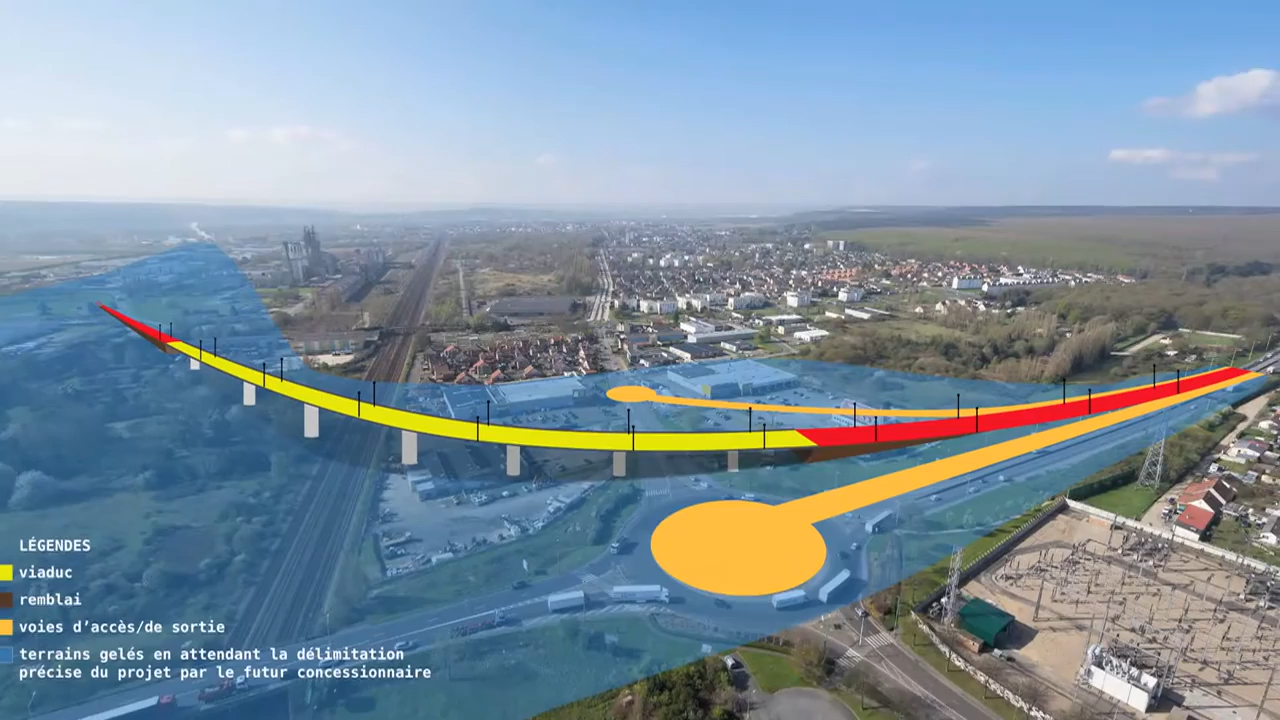 LÉGENDES
viaduc
remblai
voies d’accès/de sortie
terrains gelés en attendant la délimitation
précise du projet par le futur concessionnaire